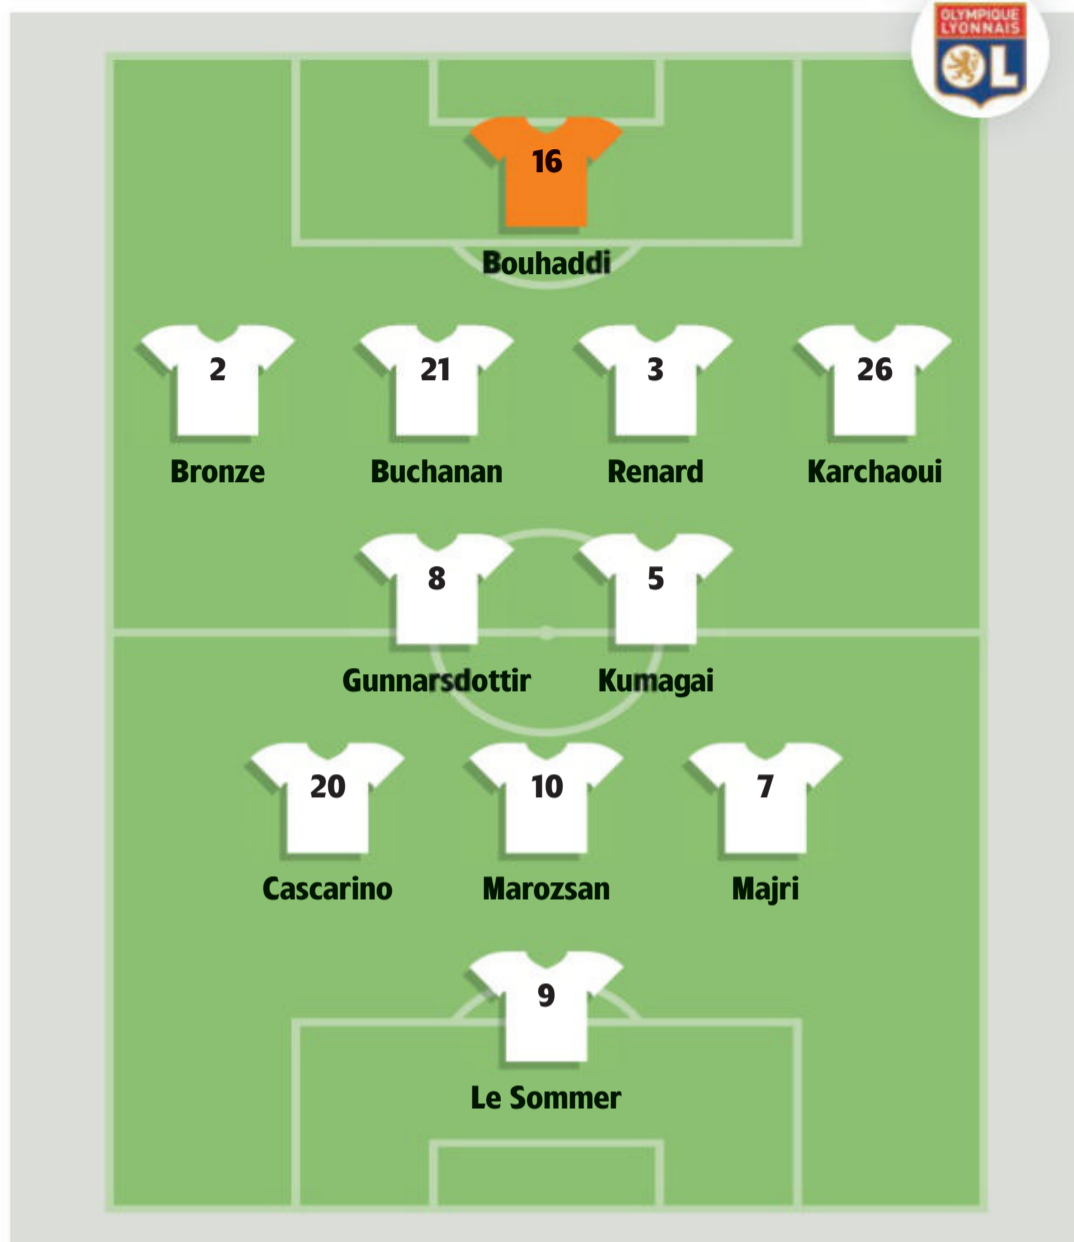 OLYMPIQUE
LYONNAIS
OL
16
Bouhaddi
2 21 3 26
Bronze Buchanan Renard Karchaoui
8 5
Gunnarsdottir Kumagai
20 10 7
Cascarino Marozsan Majri
9
Le Sommer